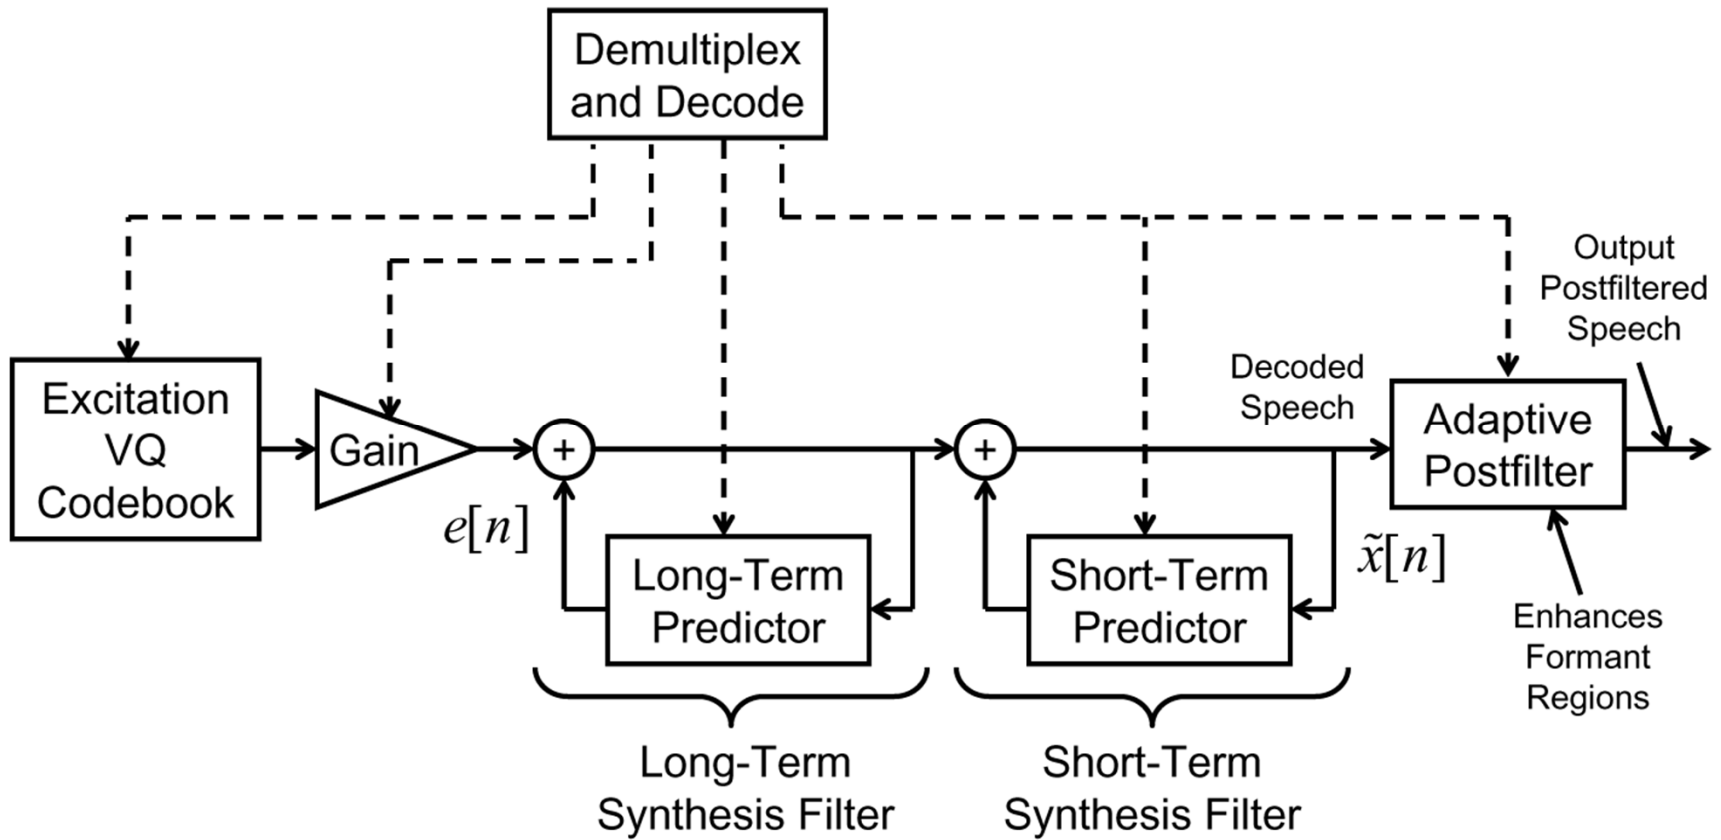 Demultiplex
and Decode
Output
Postfiltered
Speech
Decoded
Speech
Excitation
VQ
Codebook
Gain
+
+
Adaptive
Postfilter
e[n]
Long-Term
Predictor
Short-Term
Predictor
x̃[n]
Enhances
Formant
Regions
Long-Term
Synthesis Filter
Short-Term
Synthesis Filter